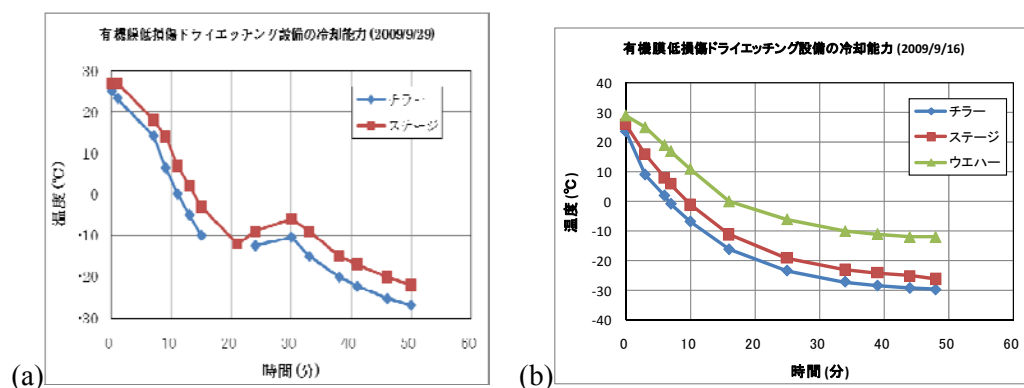 有機膜低損傷ドライエッチング設備の冷却能力(2009/9/29)
30
20
10
0
-10
-20
-30
温度(℃)
チラー
ステージ
0 10 20 30 40 50 60
時間(分)
(a)
有機膜低損傷ドライエッチング設備の冷却能力(2009/9/16)
40
30
20
10
0
-10
-20
-30
-40
温度(℃)
チラー
ステージ
ウエハー
0 10 20 30 40 50 60
時間(分)
(b)